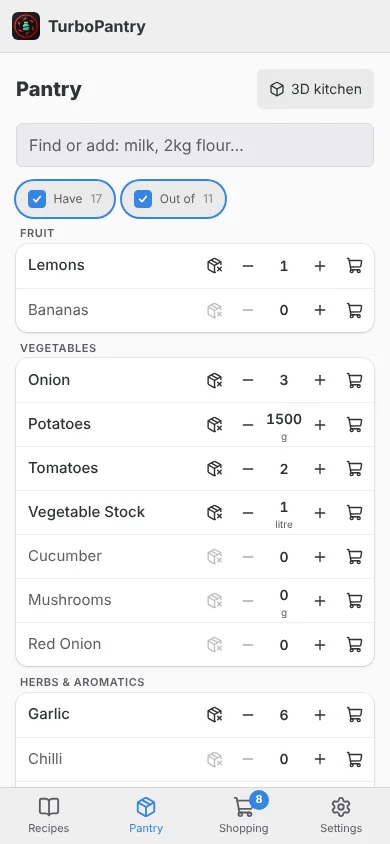 TurboPantry
Pantry
3D kitchen
Find or add: milk, 2kg flour...
Have 17
Out of 11
FRUIT
Lemons 1
Bananas 0
VEGETABLES
Onion 3
Potatoes 1500 g
Tomatoes 2
Vegetable Stock 1 litre
Cucumber 0
Mushrooms 0 g
Red Onion 0
HERBS & AROMATICS
Garlic 6
Chilli 0
8
Recipes Pantry Shopping Settings